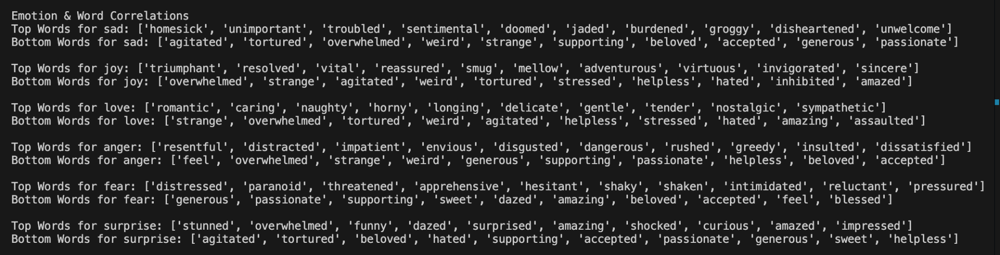 Emotion & Word Correlations
Top Words for sad: ['homesick', 'unimportant', 'troubled', 'sentimental', 'doomed', 'jaded', 'burdened', 'groggy', 'disheartened', 'unwelcome']
Bottom Words for sad: ['agitated', 'tortured', 'overwhelmed', 'weird', 'strange', 'supporting', 'beloved', 'accepted', 'generous', 'passionate']
Top Words for joy: ['triumphant', 'resolved', 'vital', 'reassured', 'smug', 'mellow', 'adventurous', 'virtuous', 'invigorated', 'sincere']
Bottom Words for joy: ['overwhelmed', 'strange', 'agitated', 'weird', 'tortured', 'stressed', 'helpless', 'hated', 'inhibited', 'amazed']
Top Words for love: ['romantic', 'caring', 'naughty', 'horny', 'longing', 'delicate', 'gentle', 'tender', 'nostalgic', 'sympathetic']
Bottom Words for love: ['strange', 'overwhelmed', 'tortured', 'weird', 'agitated', 'helpless', 'stressed', 'hated', 'amazing', 'assaulted']
Top Words for anger: ['resentful', 'distracted', 'impatient', 'envious', 'disgusted', 'dangerous', 'rushed', 'greedy', 'insulted', 'dissatisfied']
Bottom Words for anger: ['feel', 'overwhelmed', 'strange', 'weird', 'generous', 'supporting', 'passionate', 'helpless', 'beloved', 'accepted']
Top Words for fear: ['distressed', 'paranoid', 'threatened', 'apprehensive', 'hesitant', 'shaky', 'shaken', 'intimidated', 'reluctant', 'pressured']
Bottom Words for fear: ['generous', 'passionate', 'supporting', 'sweet', 'dazed', 'amazing', 'beloved', 'accepted', 'feel', 'blessed']
Top Words for surprise: ['stunned', 'overwhelmed', 'funny', 'dazed', 'surprised', 'amazing', 'shocked', 'curious', 'amazed', 'impressed']
Bottom Words for surprise: ['agitated', 'tortured', 'beloved', 'hated', 'supporting', 'accepted', 'passionate', 'generous', 'sweet', 'helpless']